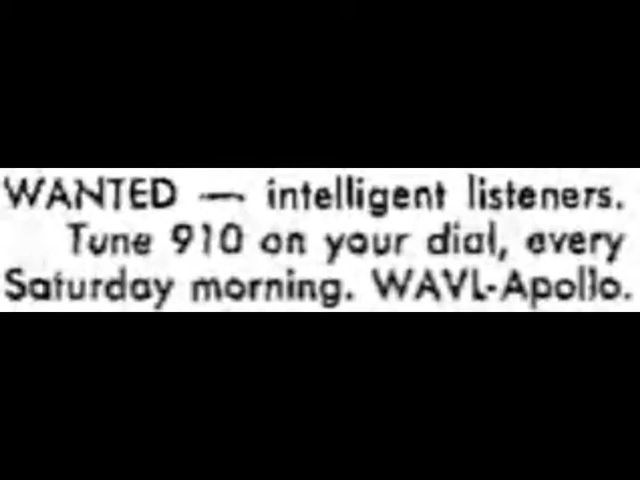 WANTED — intelligent listeners.
Tune 910 on your dial, every
Saturday morning. WAVL-Apollo.